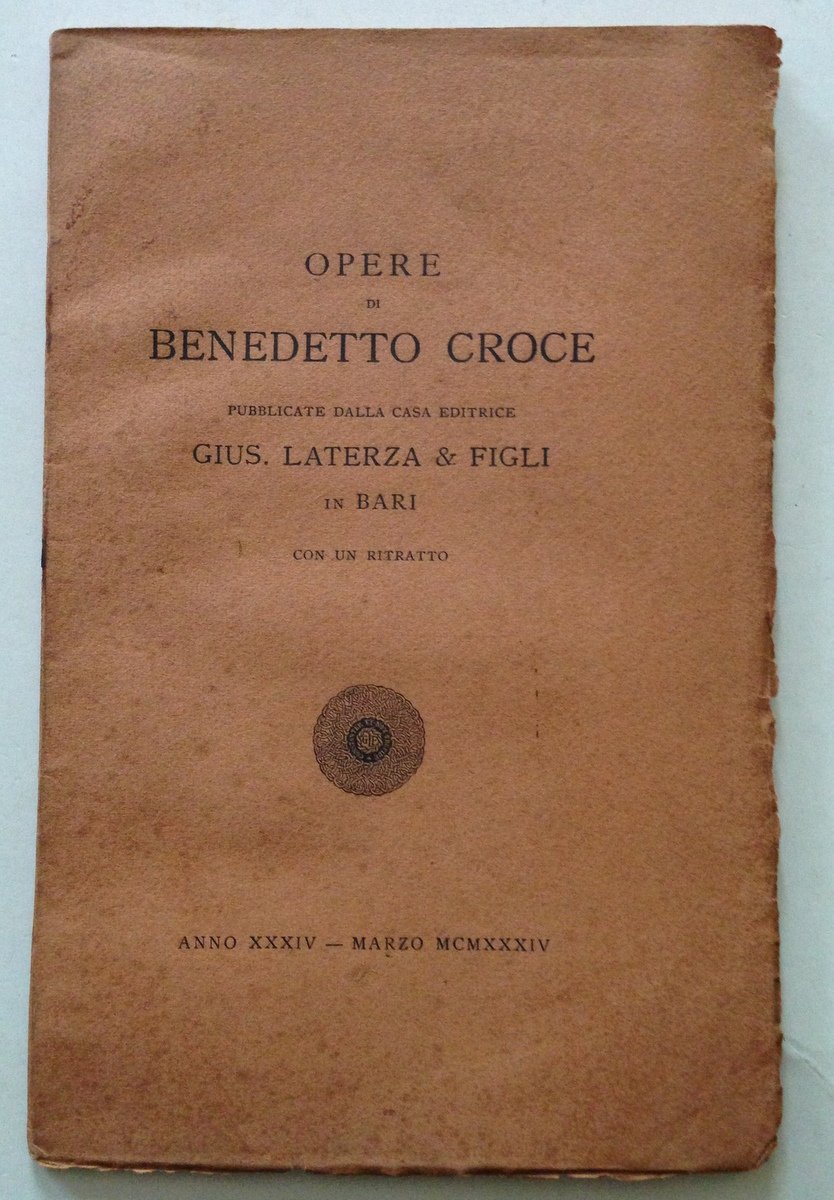 OPERE
DI
BENEDETTO CROCE
PUBBLICATE DALLA CASA EDITRICE
GIUS. LATERZA & FIGLI
IN BARI
CON UN RITRATTO
ANNO XXXIV — MARZO MCMXXXIV